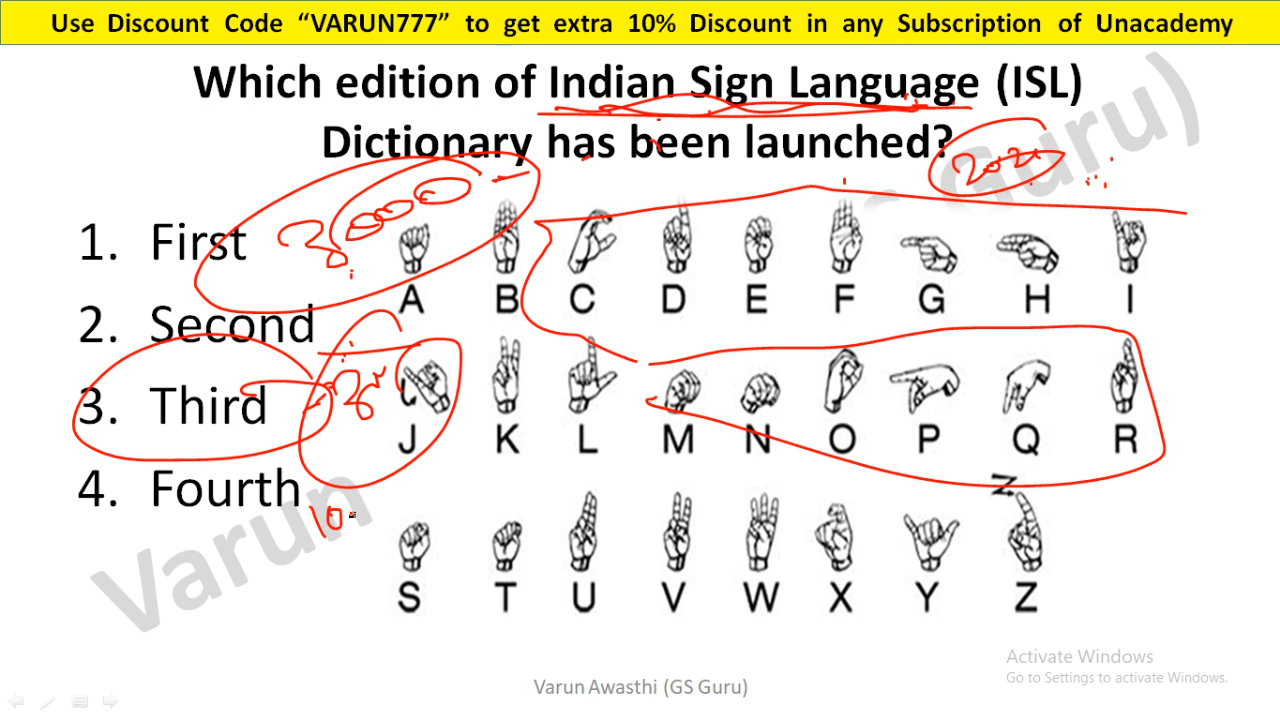 Use Discount Code “VARUN777” to get extra 10% Discount in any Subscription of Unacademy
Which edition of Indian Sign Language (ISL)
Dictionary has been launched?
1. First
2. Second
3. Third
4. Fourth
A B C D E F G H I
J K L M N O P Q R
Z
S T U V W X Y Z
10
Varun
Guru)
Activate Windows
Go to Settings to activate Windows.
Varun Awasthi (GS Guru)